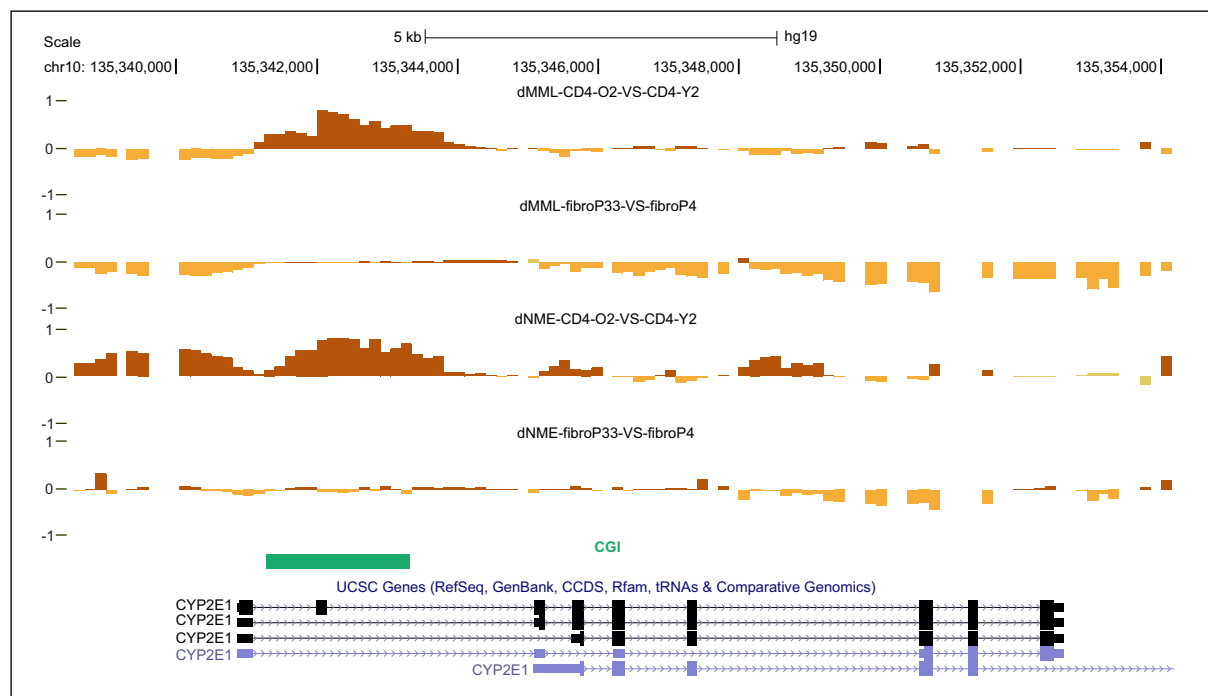 Scale 5 kb hg19
chr10: 135,340,000 135,342,000 135,344,000 135,346,000 135,348,000 135,350,000 135,352,000 135,354,000
dMML-CD4-O2-VS-CD4-Y2
1
0
-1
dMML-fibroP33-VS-fibroP4
1
0
-1
dNME-CD4-O2-VS-CD4-Y2
1
0
-1
dNME-fibroP33-VS-fibroP4
1
0
-1
CGI
UCSC Genes (RefSeq, GenBank, CCDS, Rfam, tRNAs & Comparative Genomics)
CYP2E1
CYP2E1
CYP2E1
CYP2E1
CYP2E1